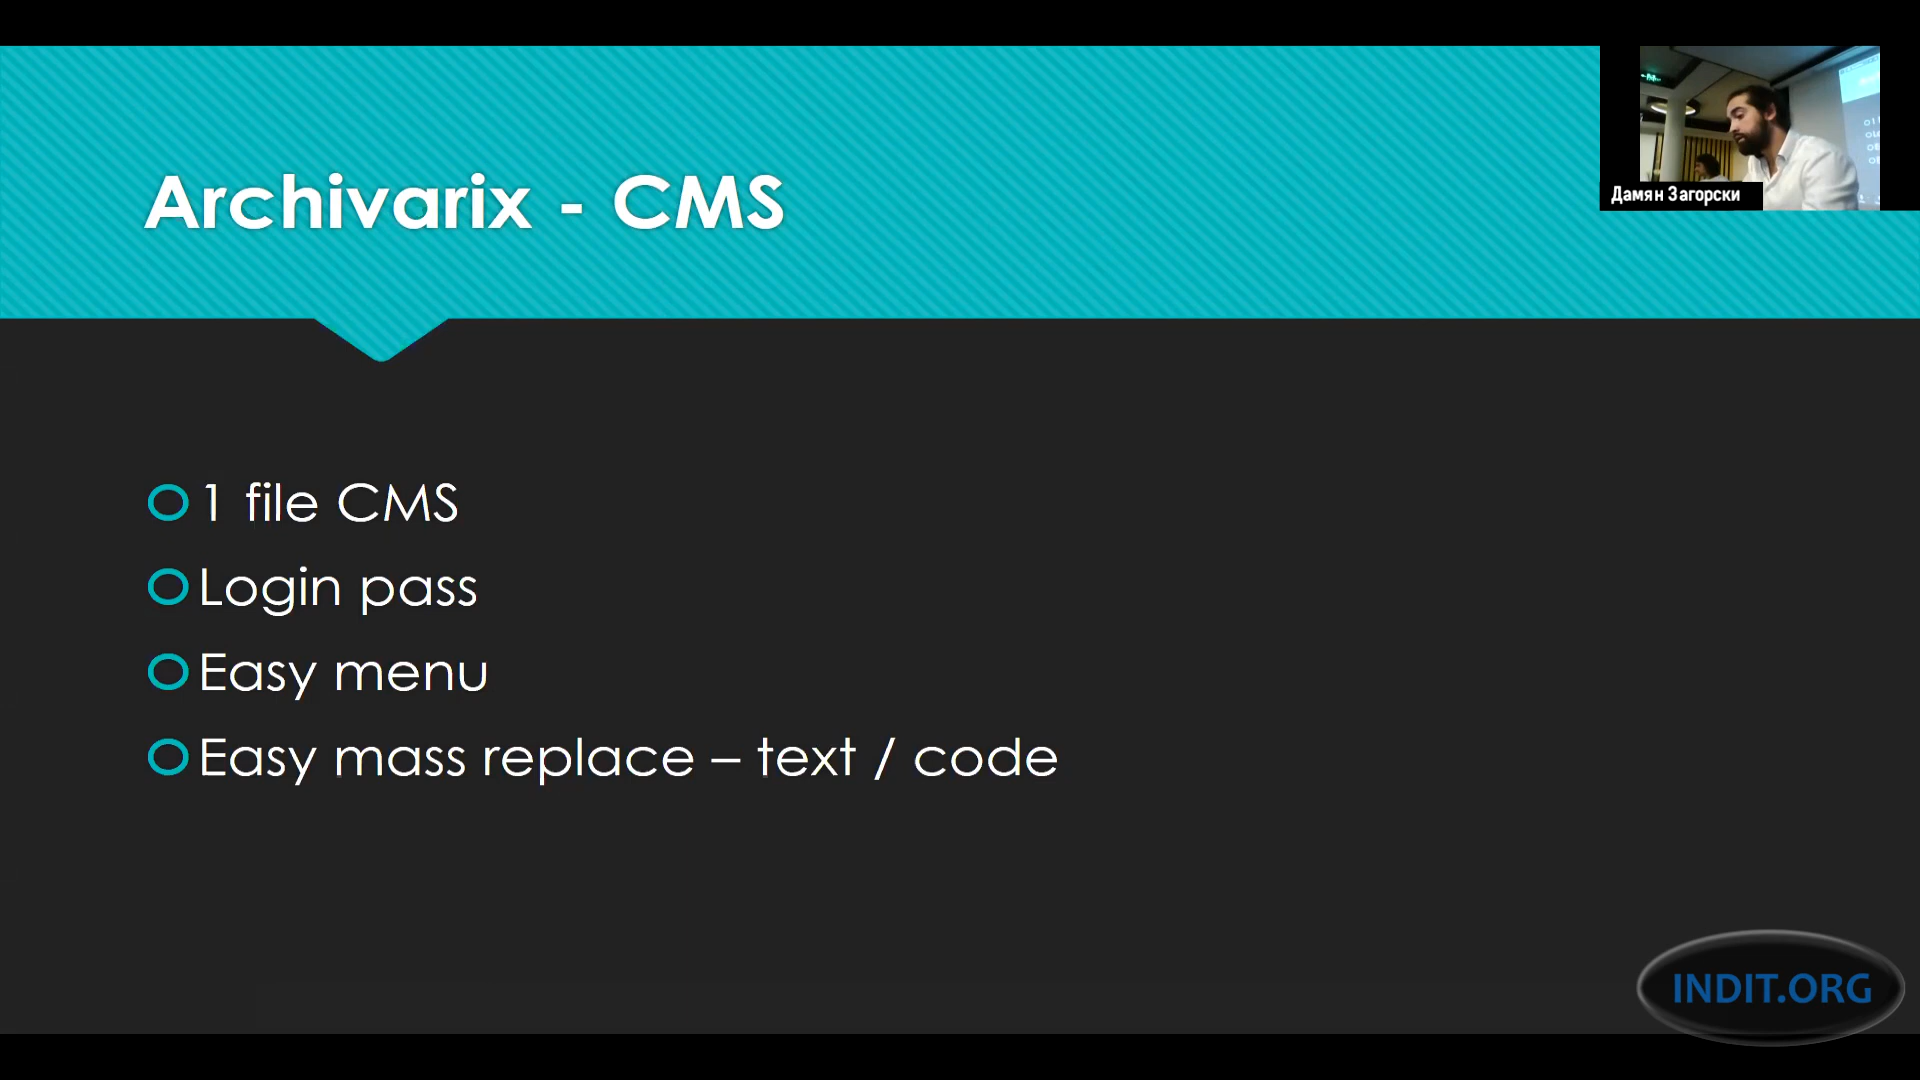 Archivarix - CMS
Дамян Загорски
1 file CMS
Login pass
Easy menu
Easy mass replace – text / code
INDIT.ORG